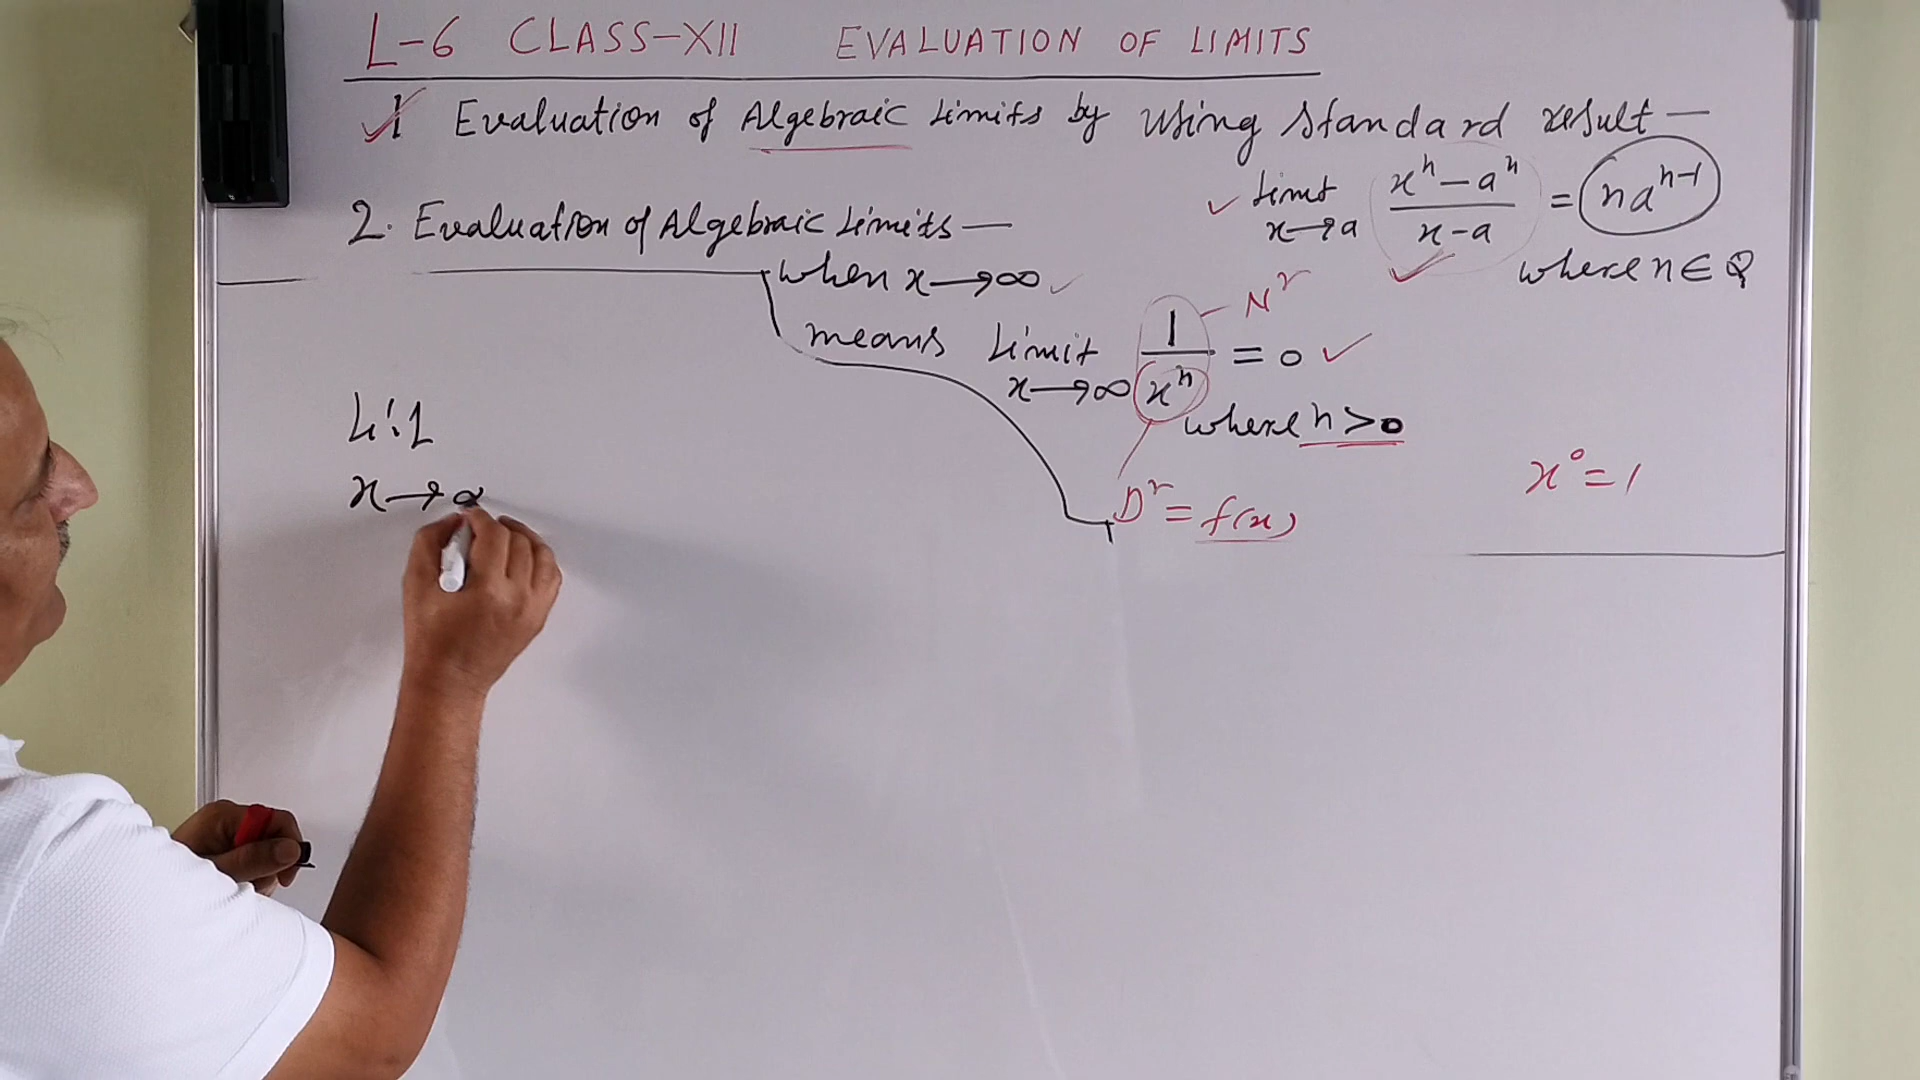 L-6 CLASS-XII EVALUATION OF LIMITS
1 Evaluation of Algebraic Limits by Using Standard result —
Limit x→a (xⁿ - aⁿ)/(x - a) = naⁿ⁻¹
where n ∈ Q
2. Evaluation of Algebraic Limits —
when x → ∞
means Limit x→∞ 1/xⁿ = 0
where n > 0
Nʳ
Dʳ = f(x)
x⁰ = 1
x →